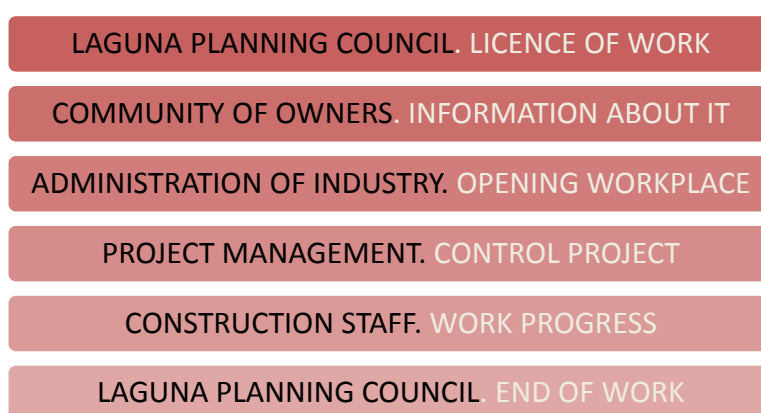 LAGUNA PLANNING COUNCIL. LICENCE OF WORK
COMMUNITY OF OWNERS. INFORMATION ABOUT IT
ADMINISTRATION OF INDUSTRY. OPENING WORKPLACE
PROJECT MANAGEMENT. CONTROL PROJECT
CONSTRUCTION STAFF. WORK PROGRESS
LAGUNA PLANNING COUNCIL. END OF WORK